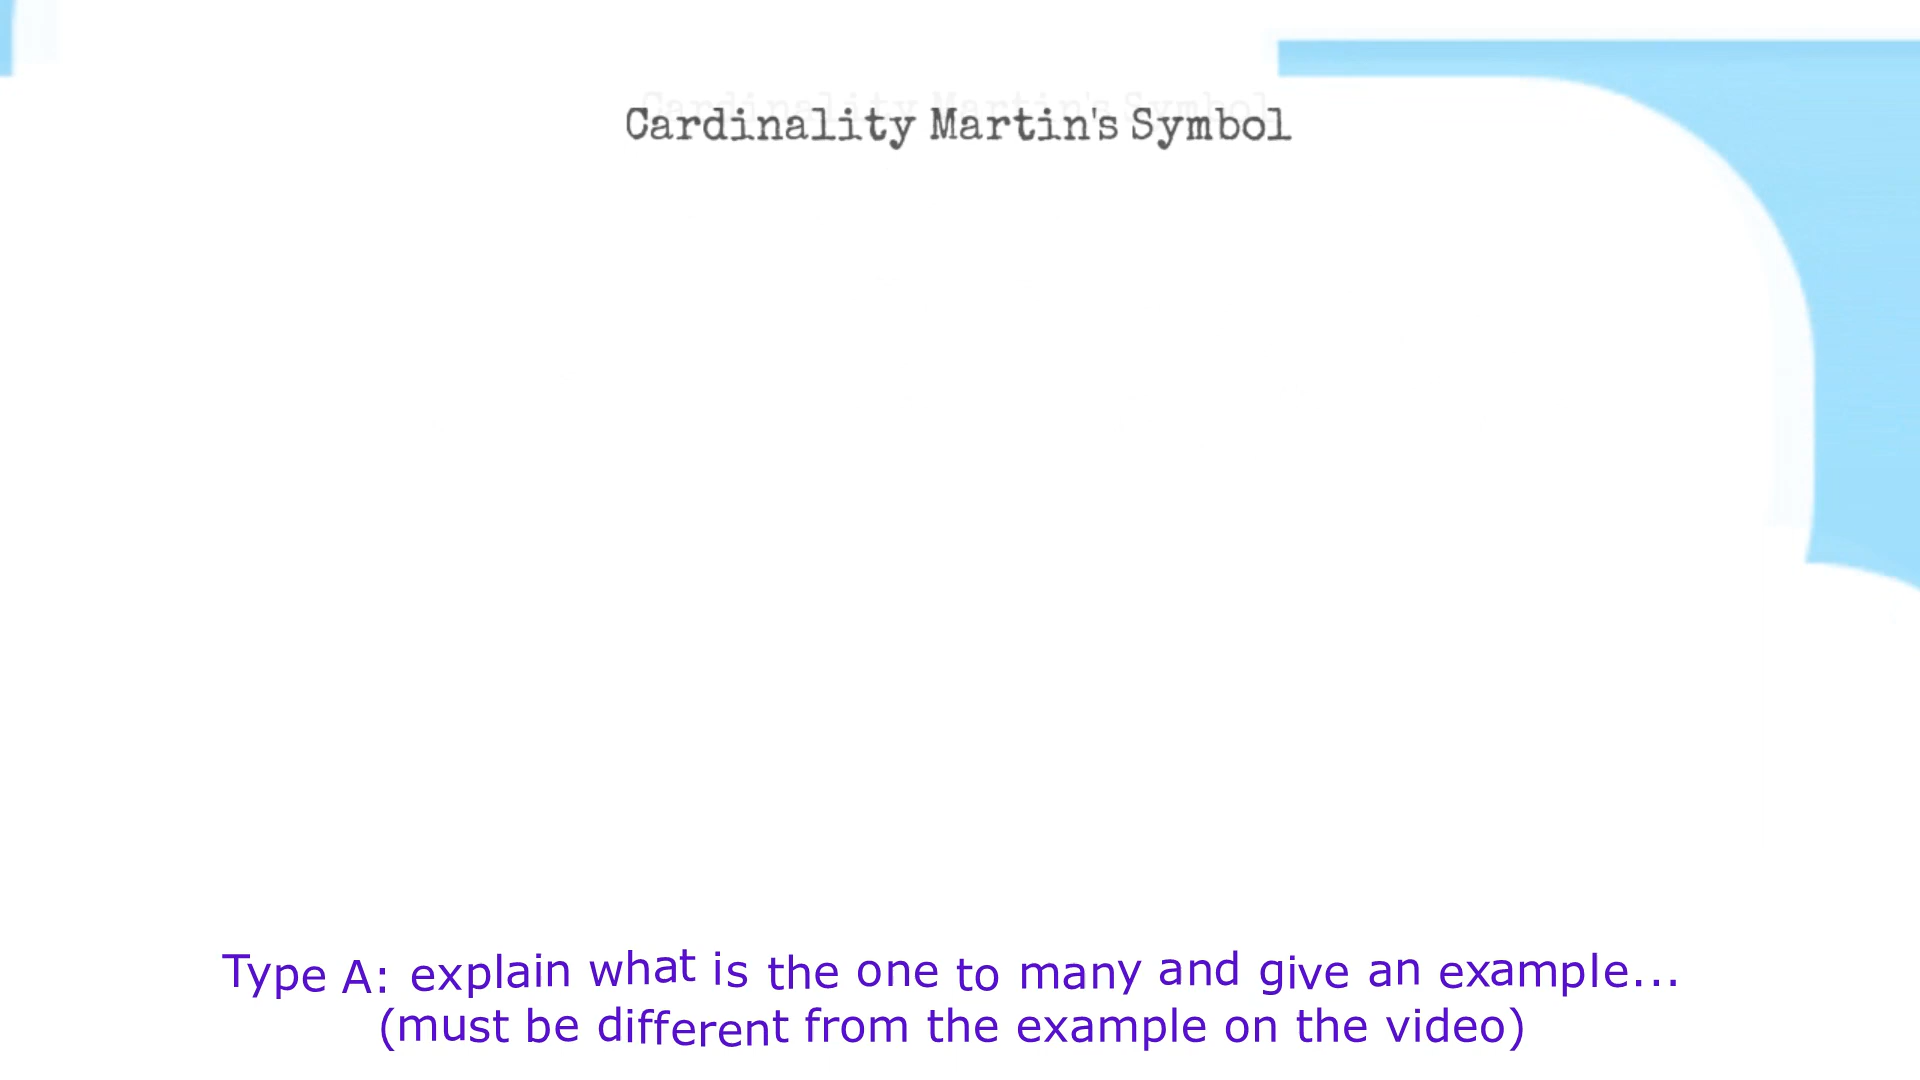 Cardinality Martin's Symbol
Type A: explain what is the one to many and give an example...
(must be different from the example on the video)